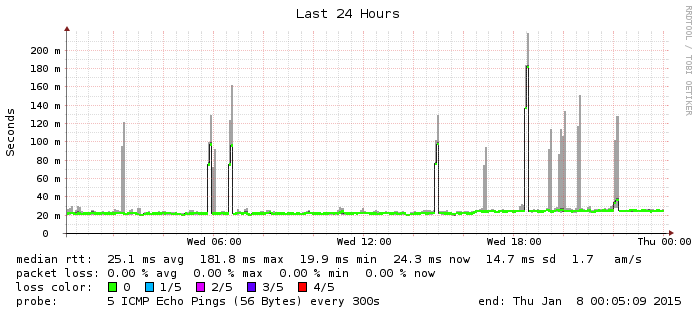 Last 24 Hours
RRDTOOL / TOBI OETIKER
Seconds
200 m
180 m
160 m
140 m
120 m
100 m
80 m
60 m
40 m
20 m
0
Wed 06:00 Wed 12:00 Wed 18:00 Thu 00:00
median rtt: 25.1 ms avg 181.8 ms max 19.9 ms min 24.3 ms now 14.7 ms sd 1.7 am/s
packet loss: 0.00 % avg 0.00 % max 0.00 % min 0.00 % now
loss color: 0 1/5 2/5 3/5 4/5
probe: 5 ICMP Echo Pings (56 Bytes) every 300s end: Thu Jan 8 00:05:09 2015